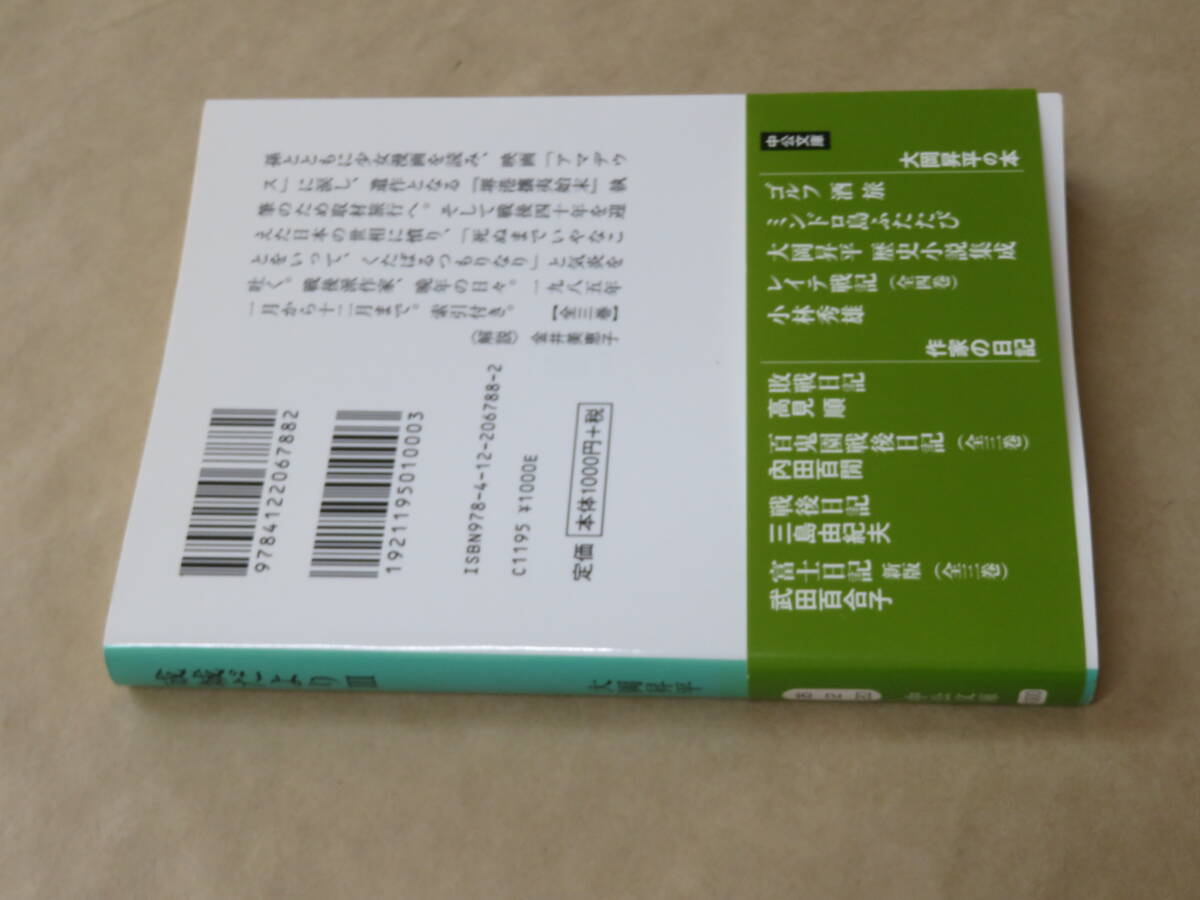 孫とともに少女漫画を読み、映画「アマデウ
ス」に涙し、遺作となる『堺港攘夷始末』執
筆のため取材旅行へ。そして戦後四十年を迎
えた日本の世相に憤り、「死ぬまでいやなこ
とをいって、くたばるつもりなり」と気炎を
吐く。戦後派作家、晩年の日々。一九八五年
一月から十二月まで。索引付き。【全三巻】
〈解説〉金井美恵子
9784122067882
1921195010003
ISBN978-4-12-206788-2
C1195 ¥1000E
定価 本体1000円+税
中公文庫
大岡昇平の本
ゴルフ 酒 旅
ミンドロ島ふたたび
大岡昇平 歴史小説集成
レイテ戦記（全四巻）
小林秀雄
作家の日記
敗戦日記
高見 順
百鬼園戦後日記（全三巻）
内田百閒
戦後日記
三島由紀夫
富士日記 新版（全三巻）
武田百合子
成城だよりIII
大岡昇平
中公文庫